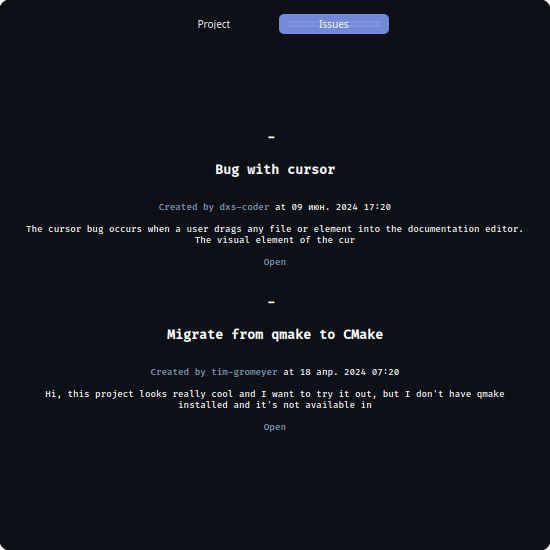 Project
Issues
–
Bug with cursor
Created by dxs-coder at 09 июн. 2024 17:20
The cursor bug occurs when a user drags any file or element into the documentation editor.
The visual element of the cur
Open
–
Migrate from qmake to CMake
Created by tim-gromeyer at 18 апр. 2024 07:20
Hi, this project looks really cool and I want to try it out, but I don't have qmake
installed and it's not available in
Open